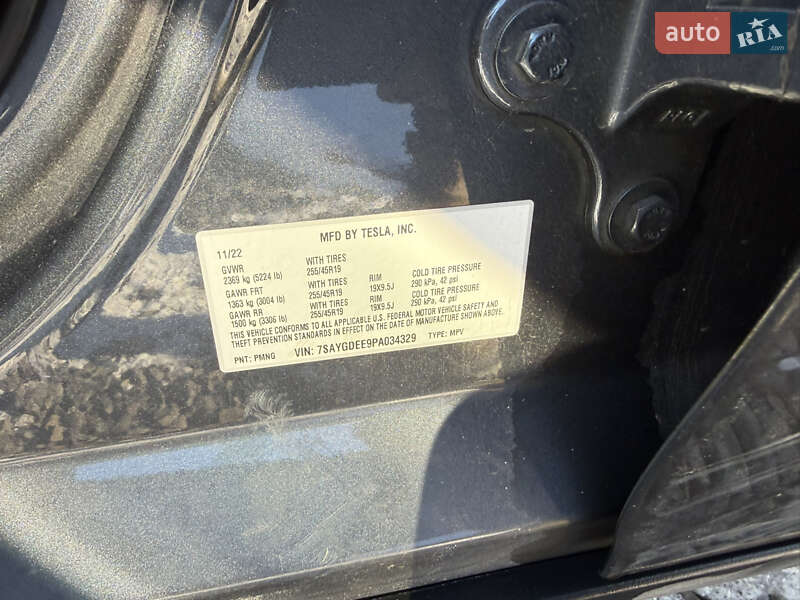 auto RIA.com
MFD BY TESLA, INC.
11/22
GVWR WITH TIRES
2369 kg (5224 lb) 255/45R19 RIM COLD TIRE PRESSURE
GAWR FRT WITH TIRES 19X9.5J 290 kPa, 42 psi
1363 kg (3004 lb) 255/45R19 RIM COLD TIRE PRESSURE
GAWR RR WITH TIRES 19X9.5J 290 kPa, 42 psi
1500 kg (3306 lb) 255/45R19
THIS VEHICLE CONFORMS TO ALL APPLICABLE U.S. FEDERAL MOTOR VEHICLE SAFETY AND
THEFT PREVENTION STANDARDS IN EFFECT ON THE DATE OF MANUFACTURE SHOWN ABOVE.
PNT: PMNG VIN: 7SAYGDEE9PA034329 TYPE: MPV